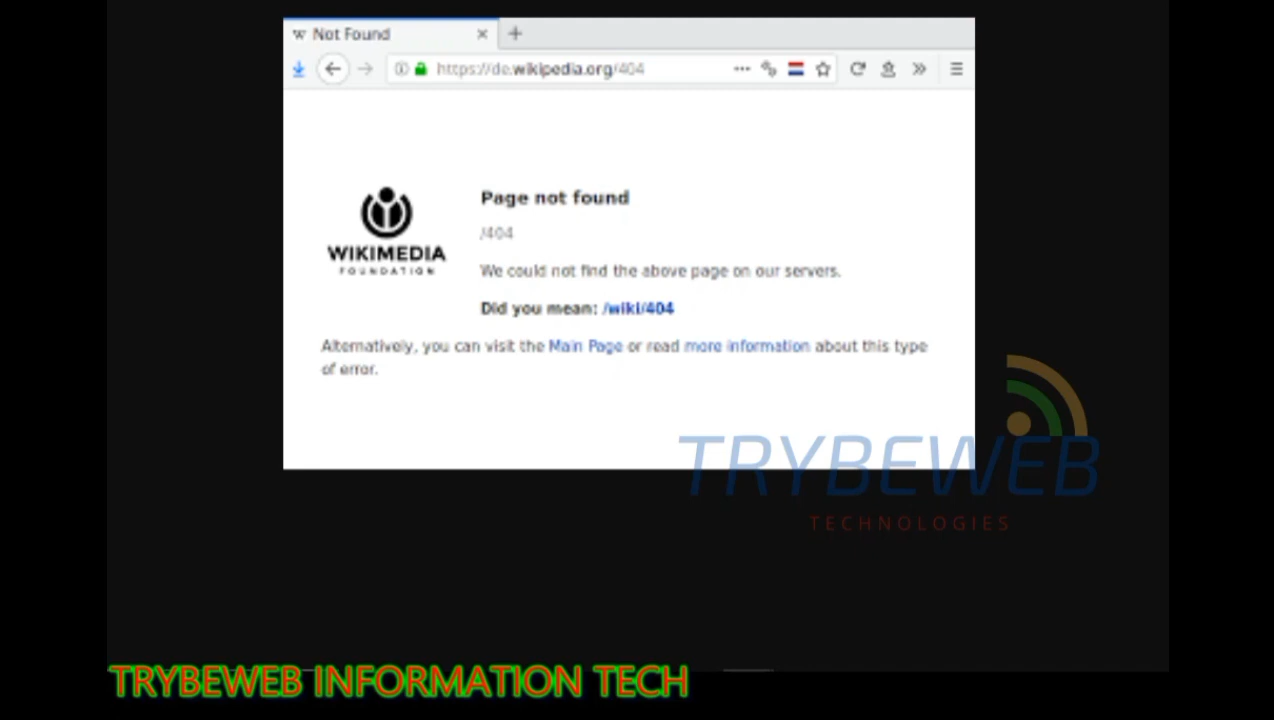 Not Found
https://de.wikipedia.org/404
Page not found
/404
We could not find the above page on our servers.
Did you mean: /wiki/404
WIKIMEDIA
FOUNDATION
Alternatively, you can visit the Main Page or read more information about this type
of error.
TRYBEWEB
TECHNOLOGIES
TRYBEWEB INFORMATION TECH